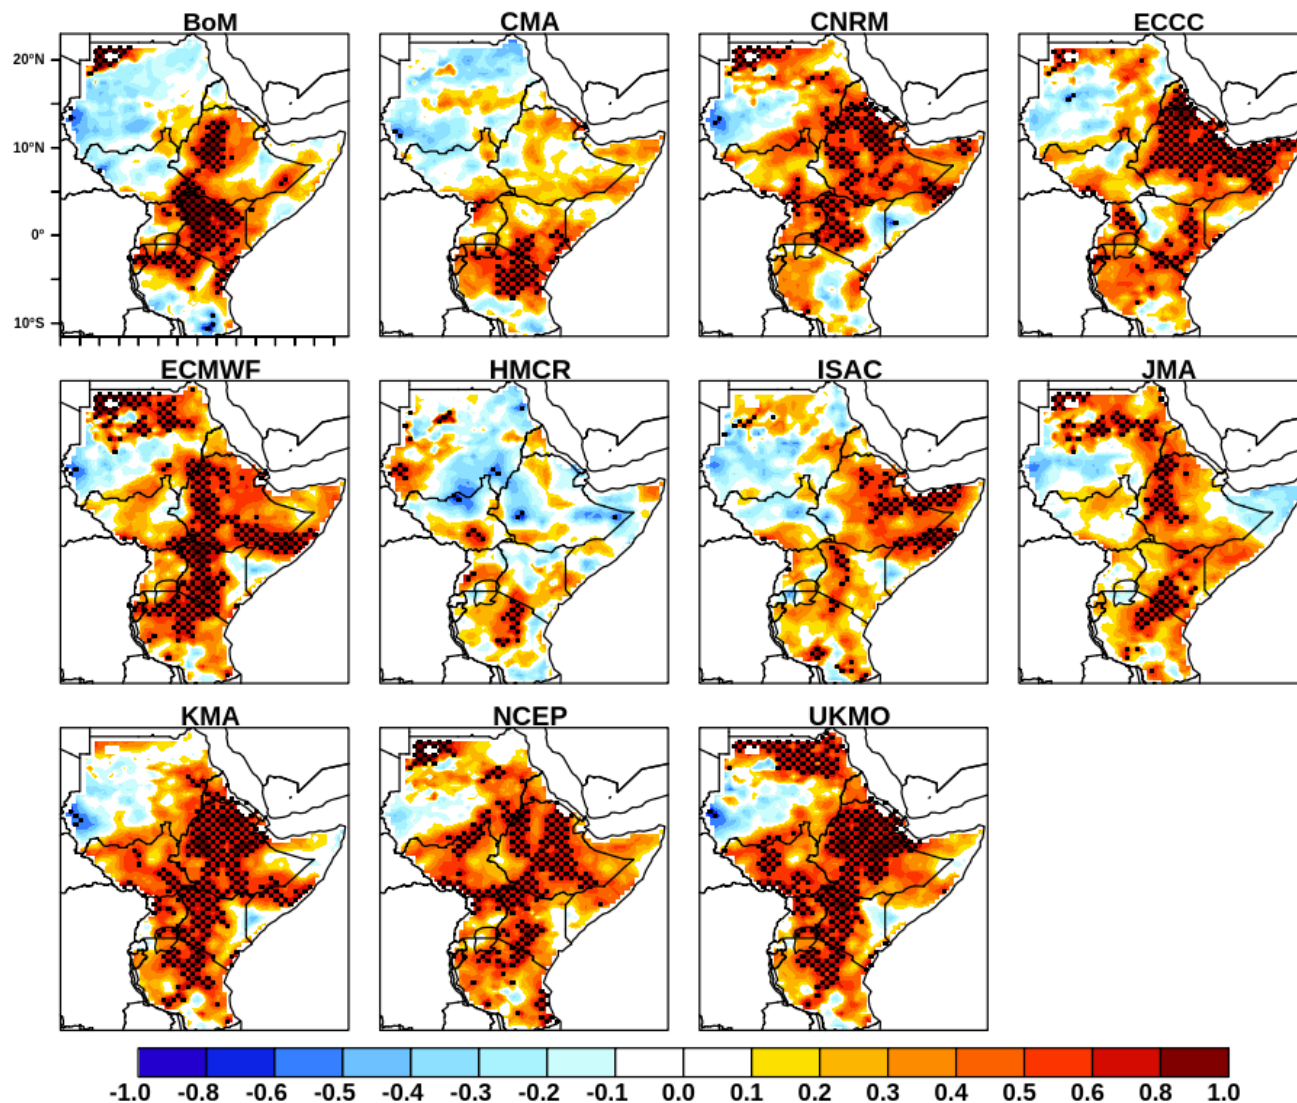 BoM CMA CNRM ECCC
20°N
10°N
0°
10°S
ECMWF HMCR ISAC JMA
KMA NCEP UKMO
-1.0 -0.8 -0.6 -0.5 -0.4 -0.3 -0.2 -0.1 0.0 0.1 0.2 0.3 0.4 0.5 0.6 0.8 1.0